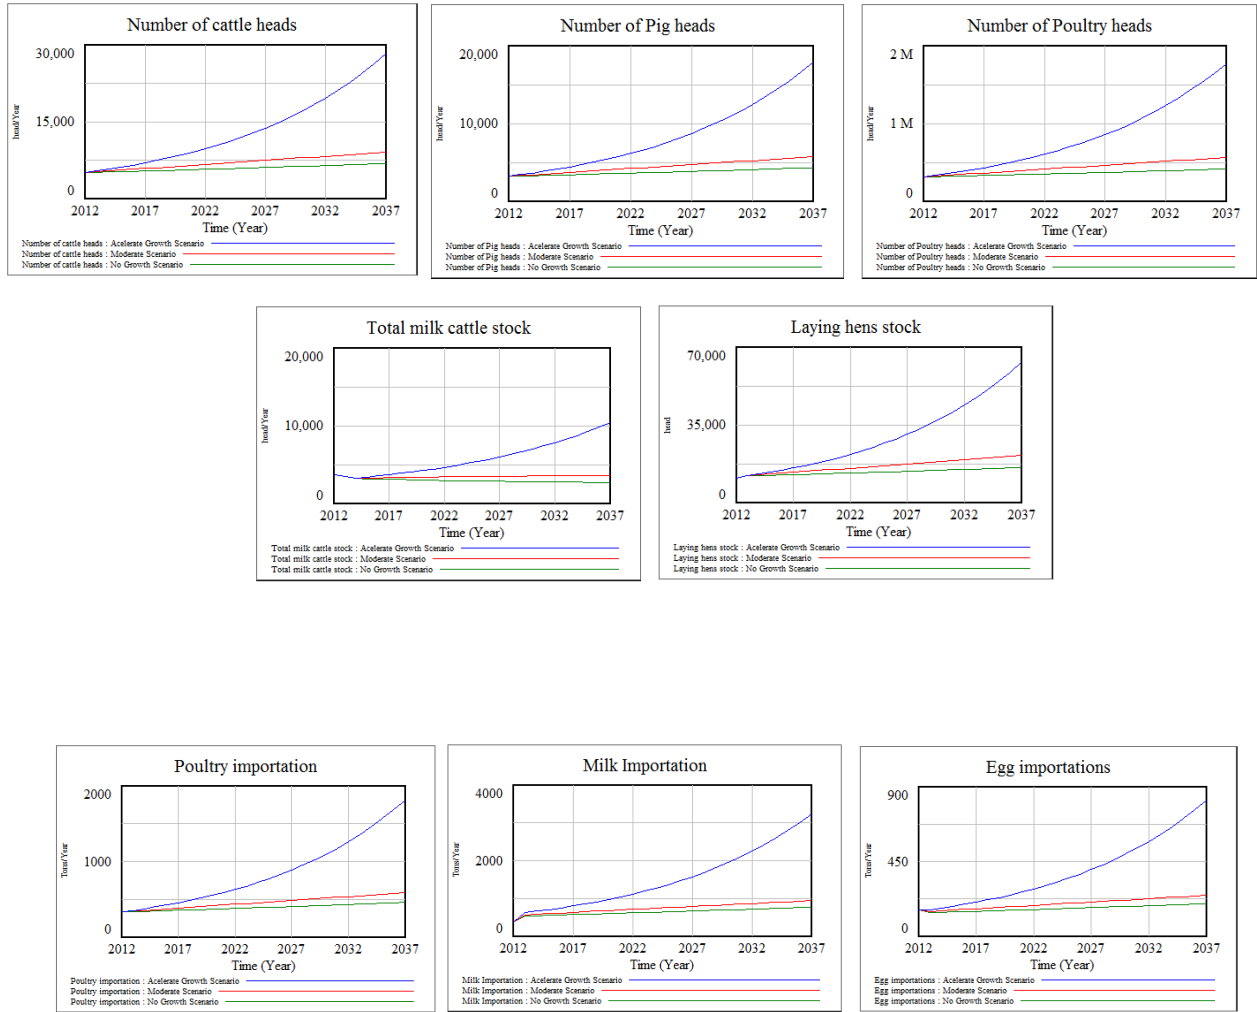 Number of cattle heads
30,000
15,000
0
head/Year
2012 2017 2022 2027 2032 2037
Time (Year)
Number of cattle heads : Acelerate Growth Scenario
Number of cattle heads : Moderate Scenario
Number of cattle heads : No Growth Scenario
Number of Pig heads
20,000
10,000
0
head/Year
2012 2017 2022 2027 2032 2037
Time (Year)
Number of Pig heads : Acelerate Growth Scenario
Number of Pig heads : Moderate Scenario
Number of Pig heads : No Growth Scenario
Number of Poultry heads
2 M
1 M
0
head/Year
2012 2017 2022 2027 2032 2037
Time (Year)
Number of Poultry heads : Acelerate Growth Scenario
Number of Poultry heads : Moderate Scenario
Number of Poultry heads : No Growth Scenario
Total milk cattle stock
20,000
10,000
0
head/Year
2012 2017 2022 2027 2032 2037
Time (Year)
Total milk cattle stock : Acelerate Growth Scenario
Total milk cattle stock : Moderate Scenario
Total milk cattle stock : No Growth Scenario
Laying hens stock
70,000
35,000
0
head
2012 2017 2022 2027 2032 2037
Time (Year)
Laying hens stock : Acelerate Growth Scenario
Laying hens stock : Moderate Scenario
Laying hens stock : No Growth Scenario
Poultry importation
2000
1000
0
Tons/Year
2012 2017 2022 2027 2032 2037
Time (Year)
Poultry importation : Acelerate Growth Scenario
Poultry importation : Moderate Scenario
Poultry importation : No Growth Scenario
Milk Importation
4000
2000
0
Tons/Year
2012 2017 2022 2027 2032 2037
Time (Year)
Milk Importation : Acelerate Growth Scenario
Milk Importation : Moderate Scenario
Milk Importation : No Growth Scenario
Egg importations
900
450
0
Tons/Year
2012 2017 2022 2027 2032 2037
Time (Year)
Egg importations : Acelerate Growth Scenario
Egg importations : Moderate Scenario
Egg importations : No Growth Scenario